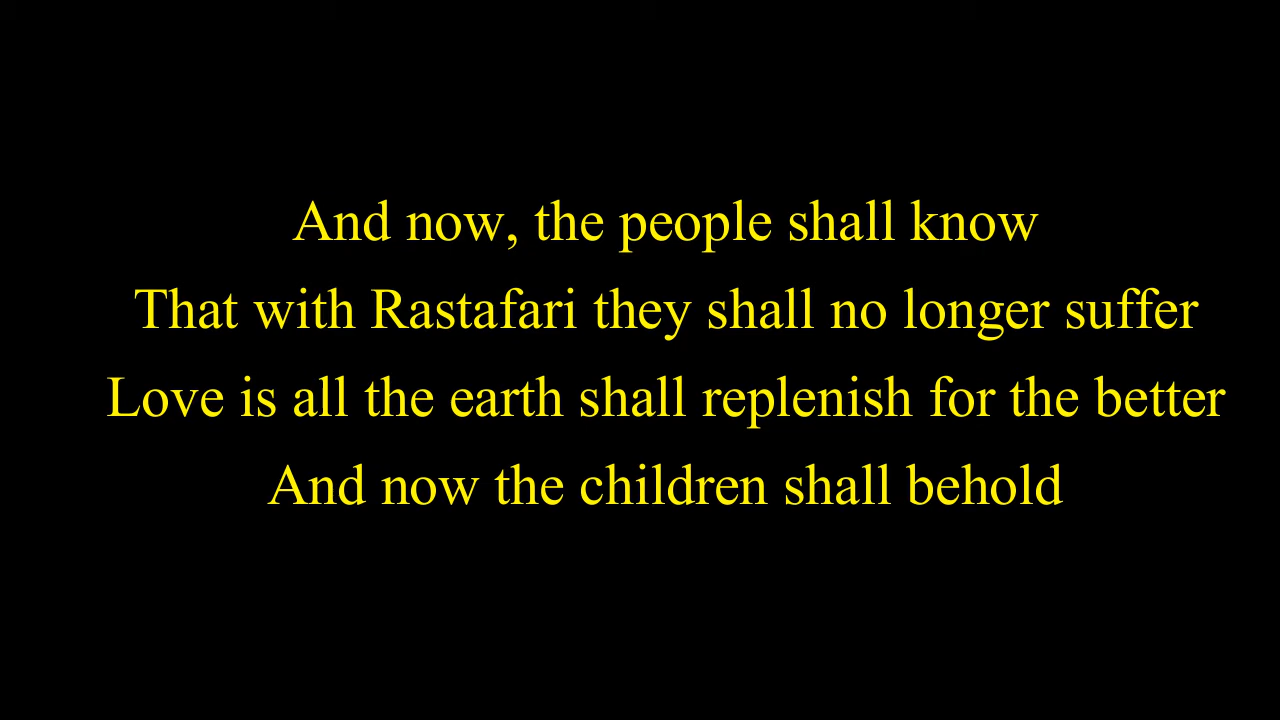 And now, the people shall know
That with Rastafari they shall no longer suffer
Love is all the earth shall replenish for the better
And now the children shall behold